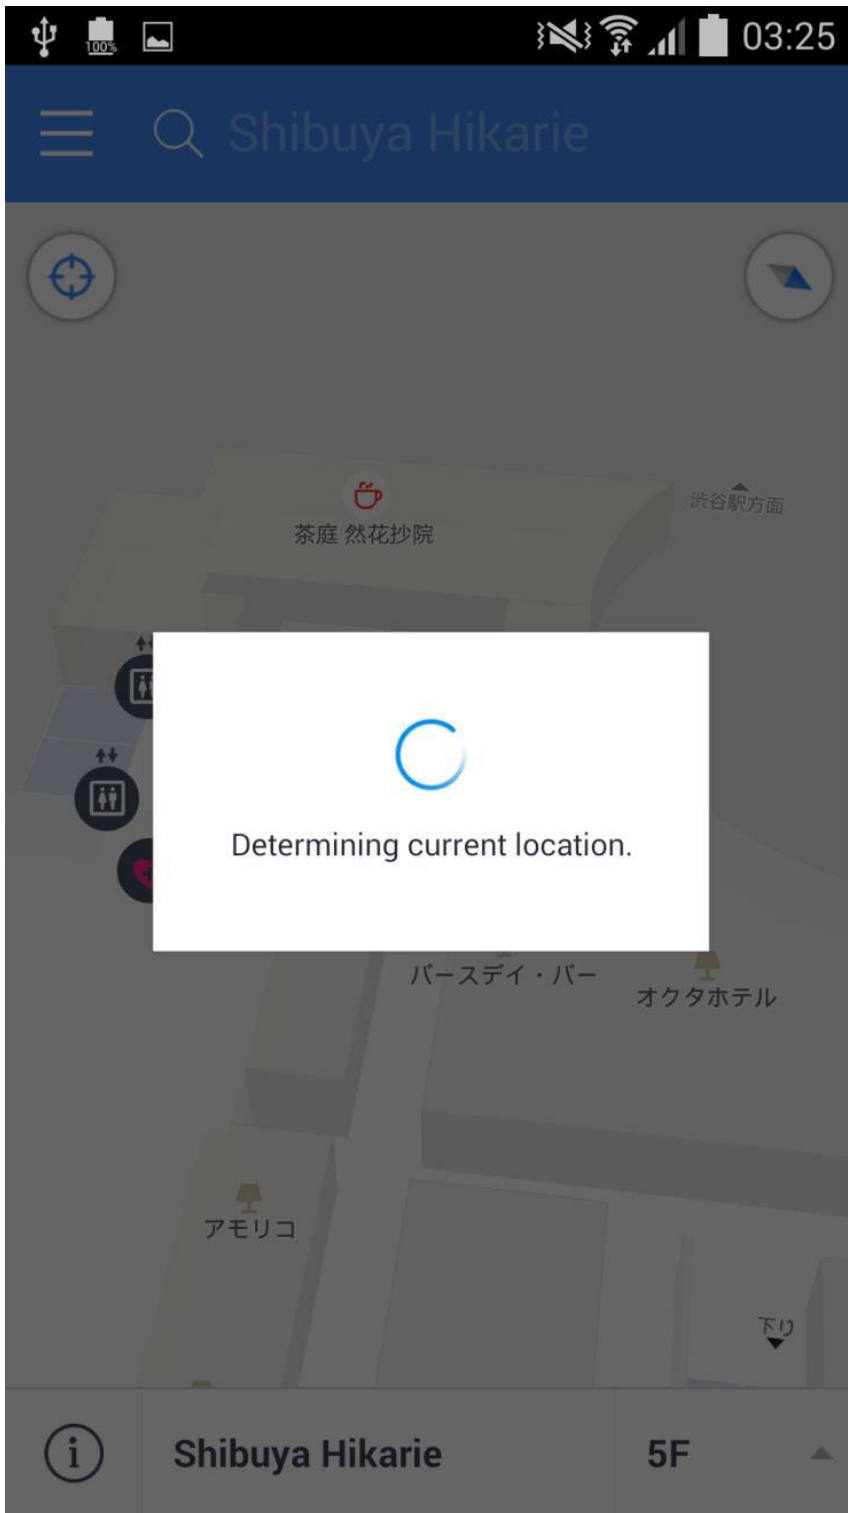 100%
03:25
Shibuya Hikarie
茶庭 然花抄院
渋谷駅方面
Determining current location.
バースデイ・バー
オクタホテル
アモリコ
下り
Shibuya Hikarie
5F